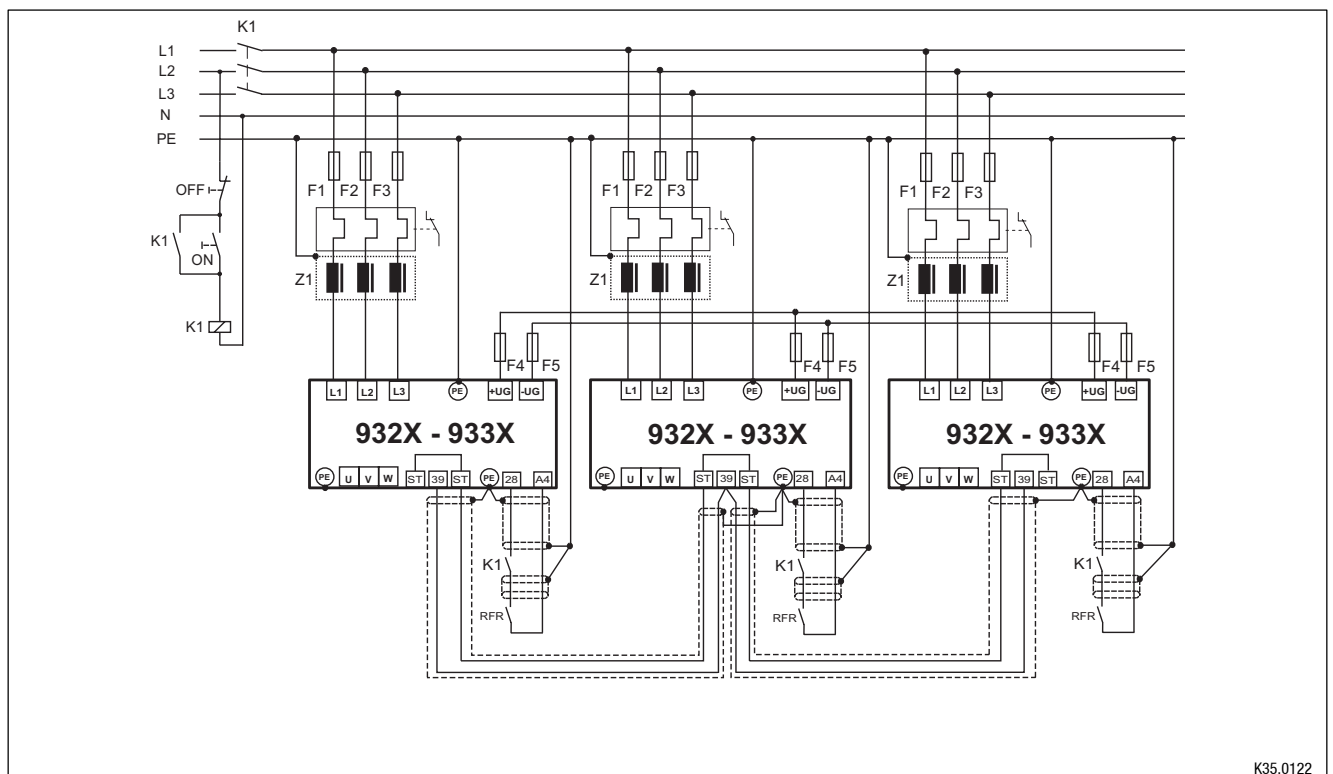 K1
L1
L2
L3
N
PE
OFF
K1
ON
K1
F1 F2 F3
F1 F2 F3
F1 F2 F3
Z1
Z1
Z1
F4 F5
F4 F5
F4 F5
L1 L2 L3 PE +UG -UG
L1 L2 L3 PE +UG -UG
L1 L2 L3 PE +UG -UG
932X - 933X
932X - 933X
932X - 933X
PE U V W ST 39 ST PE 28 A4
PE U V W ST 39 ST PE 28 A4
PE U V W ST 39 ST PE 28 A4
K1
K1
K1
RFR
RFR
RFR
K35.0122